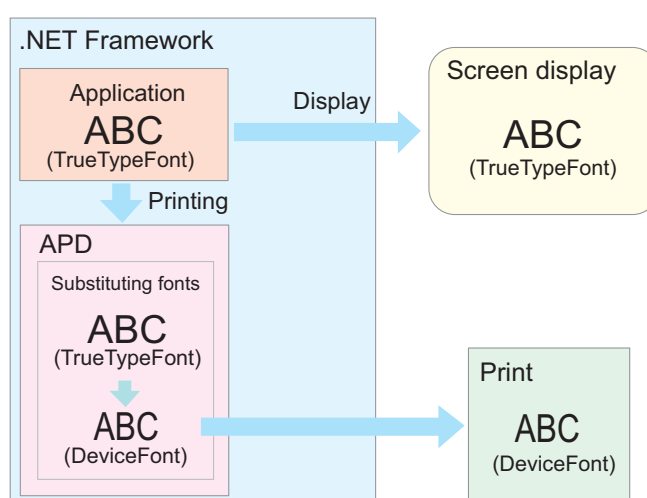 .NET Framework
Application
ABC
(TrueTypeFont)
Display
Screen display
ABC
(TrueTypeFont)
Printing
APD
Substituting fonts
ABC
(TrueTypeFont)
ABC
(DeviceFont)
Print
ABC
(DeviceFont)